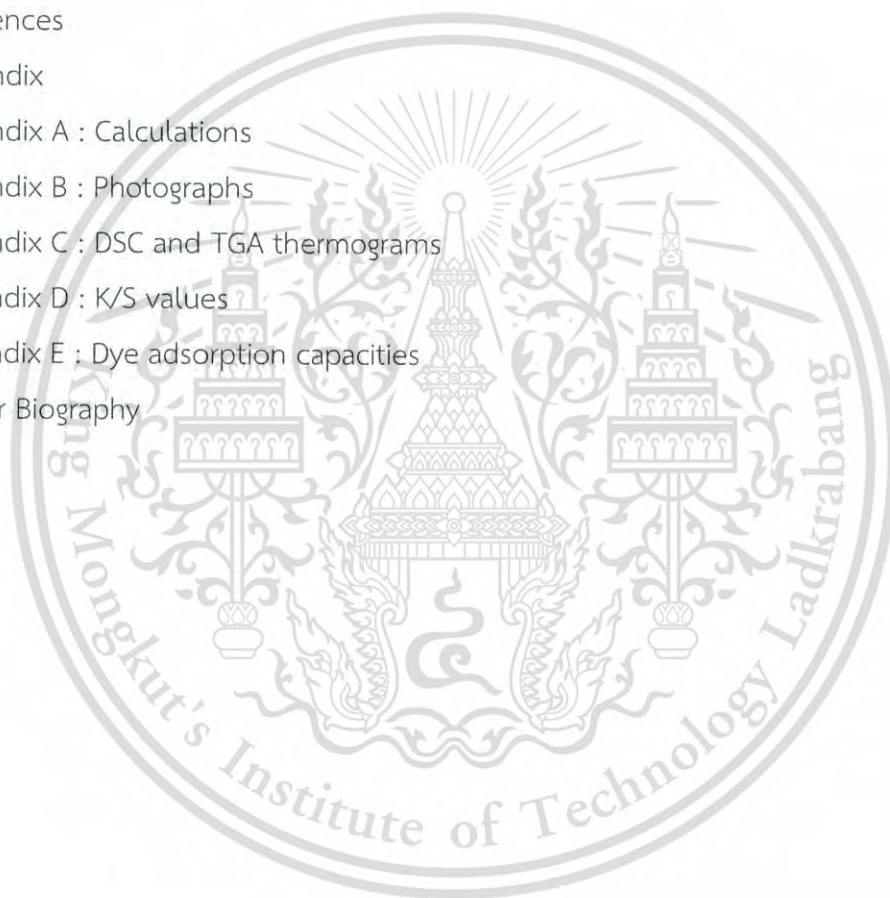 ences
ndix
ndix A : Calculations
ndix B : Photographs
ndix C : DSC and TGA thermograms
ndix D : K/S values
ndix E : Dye adsorption capacities
r Biography
King Mongkut's Institute of Technology Ladkrabang